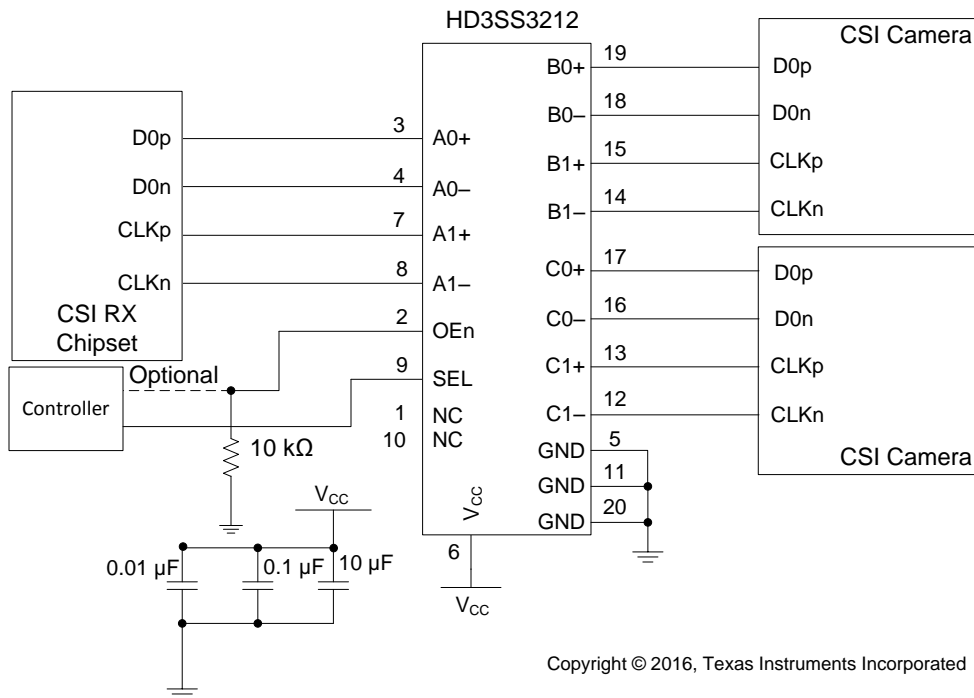 HD3SS3212
CSI Camera
D0p
D0n
CLKp
CLKn
CSI RX
Chipset
3
4
7
8
2
9
1
10
A0+
A0–
A1+
A1–
OEn
SEL
NC
NC
B0+
B0–
B1+
B1–
C0+
C0–
C1+
C1–
GND
GND
GND
19
18
15
14
17
16
13
12
5
11
20
D0p
D0n
CLKp
CLKn
D0p
D0n
CLKp
CLKn
CSI Camera
Optional
Controller
10 kΩ
VCC
6
VCC
VCC
0.01 µF
0.1 µF
10 µF
Copyright © 2016, Texas Instruments Incorporated